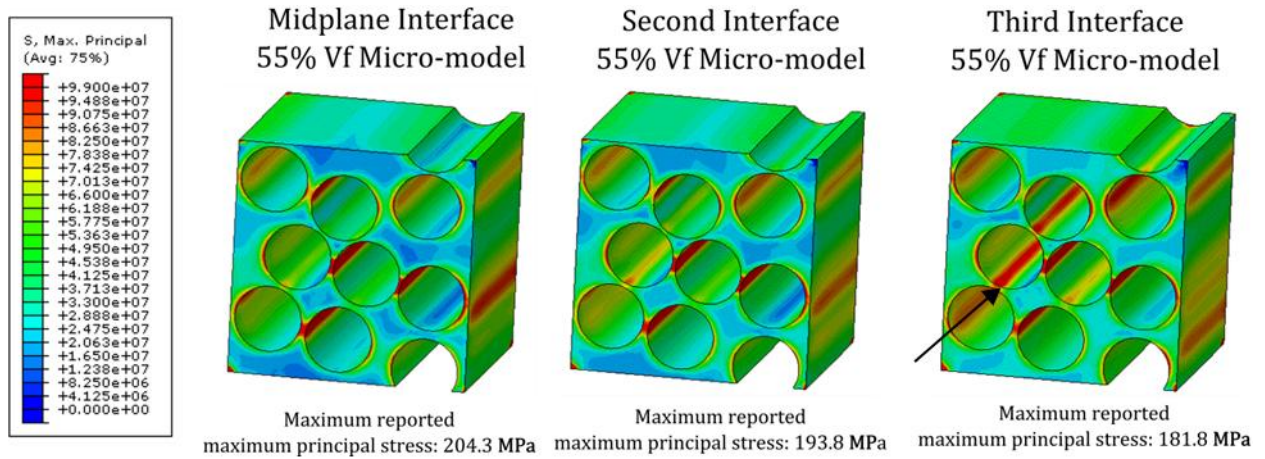 S, Max. Principal
(Avg: 75%)
+9.900e+07
+9.488e+07
+9.075e+07
+8.663e+07
+8.250e+07
+7.838e+07
+7.425e+07
+7.013e+07
+6.600e+07
+6.188e+07
+5.775e+07
+5.363e+07
+4.950e+07
+4.538e+07
+4.125e+07
+3.713e+07
+3.300e+07
+2.888e+07
+2.475e+07
+2.063e+07
+1.650e+07
+1.238e+07
+8.250e+06
+4.126e+06
+0.000e+00
Midplane Interface
55% Vf Micro-model
Maximum reported
maximum principal stress: 204.3 MPa
Second Interface
55% Vf Micro-model
Maximum reported
maximum principal stress: 193.8 MPa
Third Interface
55% Vf Micro-model
Maximum reported
maximum principal stress: 181.8 MPa